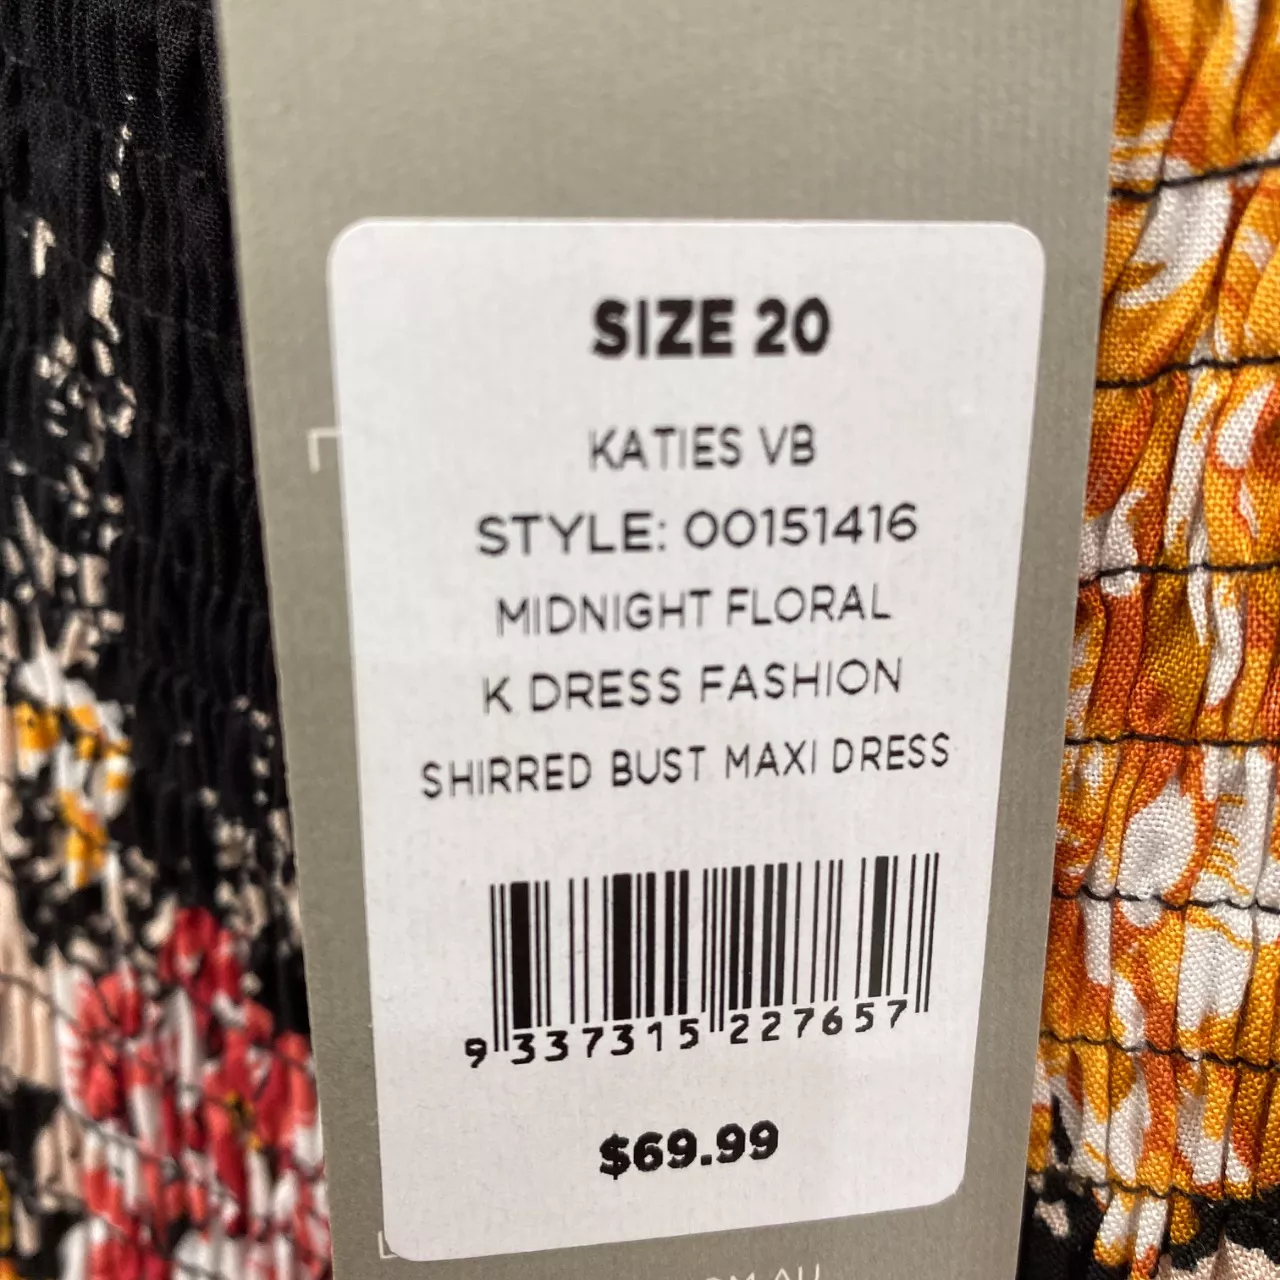 SIZE 20
KATIES VB
STYLE: 00151416
MIDNIGHT FLORAL
K DRESS FASHION
SHIRRED BUST MAXI DRESS
9 337315 227657
$69.99